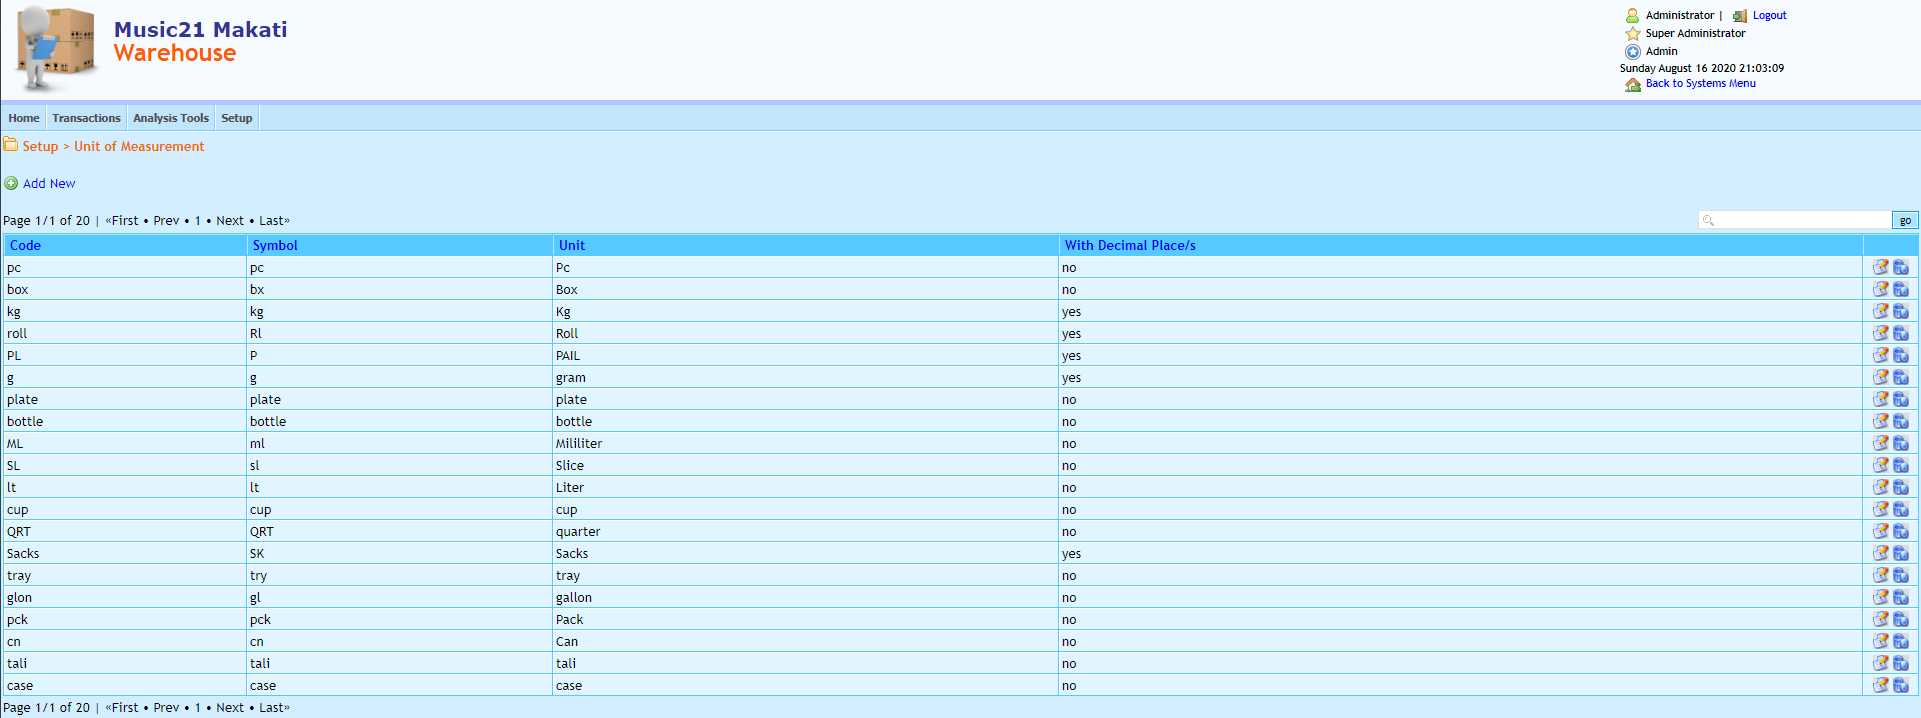 Music21 Makati
Warehouse
Administrator | Logout
Super Administrator
Admin
Sunday August 16 2020 21:03:09
Back to Systems Menu
Home Transactions Analysis Tools Setup
Setup > Unit of Measurement
Add New
Page 1/1 of 20 | «First • Prev • 1 • Next • Last»
go
Code Symbol Unit With Decimal Place/s
pc pc Pc no
box bx Box no
kg kg Kg yes
roll Rl Roll yes
PL P PAIL yes
g g gram yes
plate plate plate no
bottle bottle bottle no
ML ml Mililiter no
SL sl Slice no
lt lt Liter no
cup cup cup no
QRT QRT quarter no
Sacks SK Sacks yes
tray try tray no
glon gl gallon no
pck pck Pack no
cn cn Can no
tali tali tali no
case case case no
Page 1/1 of 20 | «First • Prev • 1 • Next • Last»